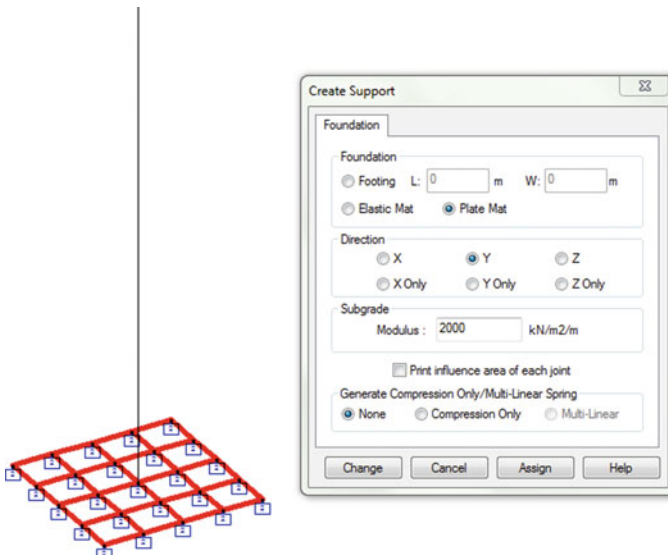 Create Support
Foundation
Foundation
Footing L: 0 m W: 0 m
Elastic Mat Plate Mat
Direction
X Y Z
X Only Y Only Z Only
Subgrade
Modulus : 2000 kN/m2/m
Print influence area of each joint
Generate Compression Only/Multi-Linear Spring
None Compression Only Multi-Linear
Change Cancel Assign Help